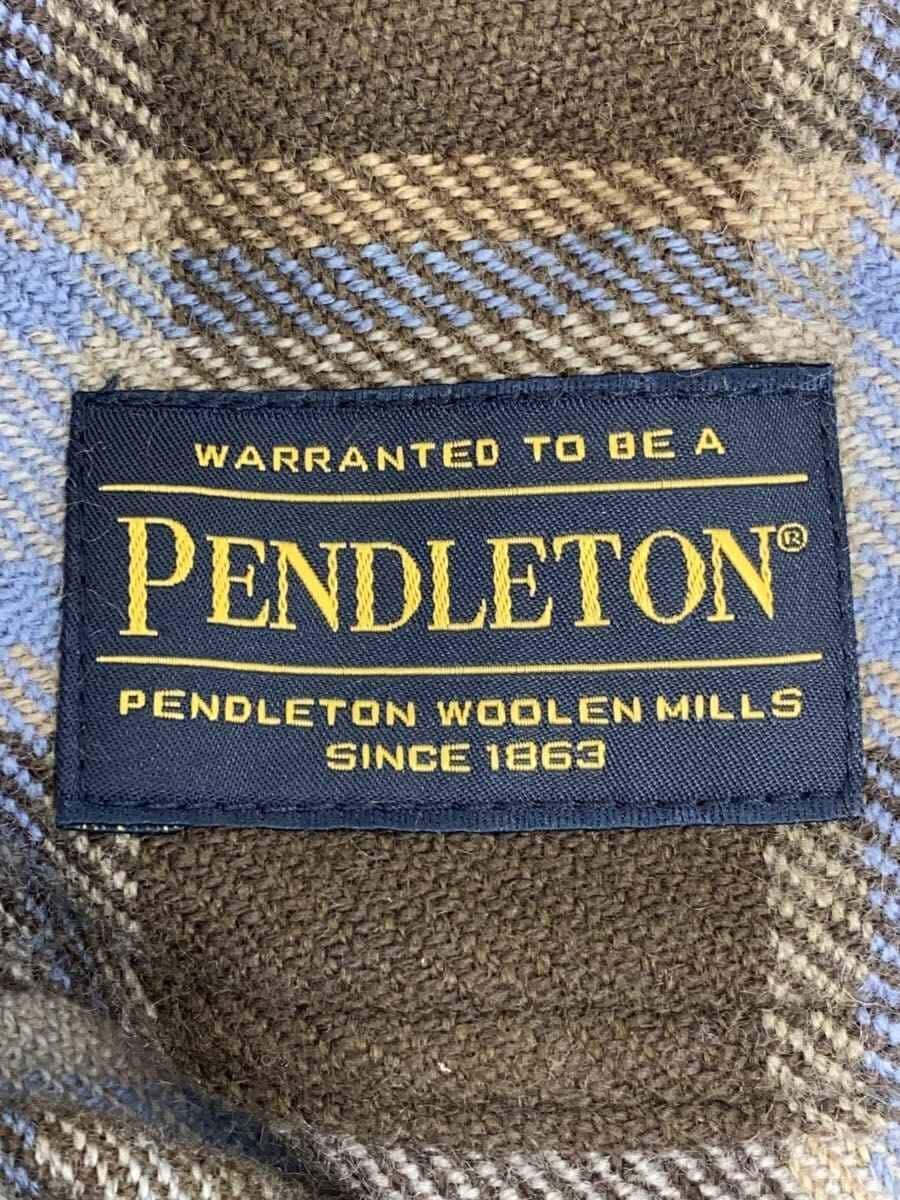 WARRANTED TO BE A
PENDLETON®
PENDLETON WOOLEN MILLS
SINCE 1863